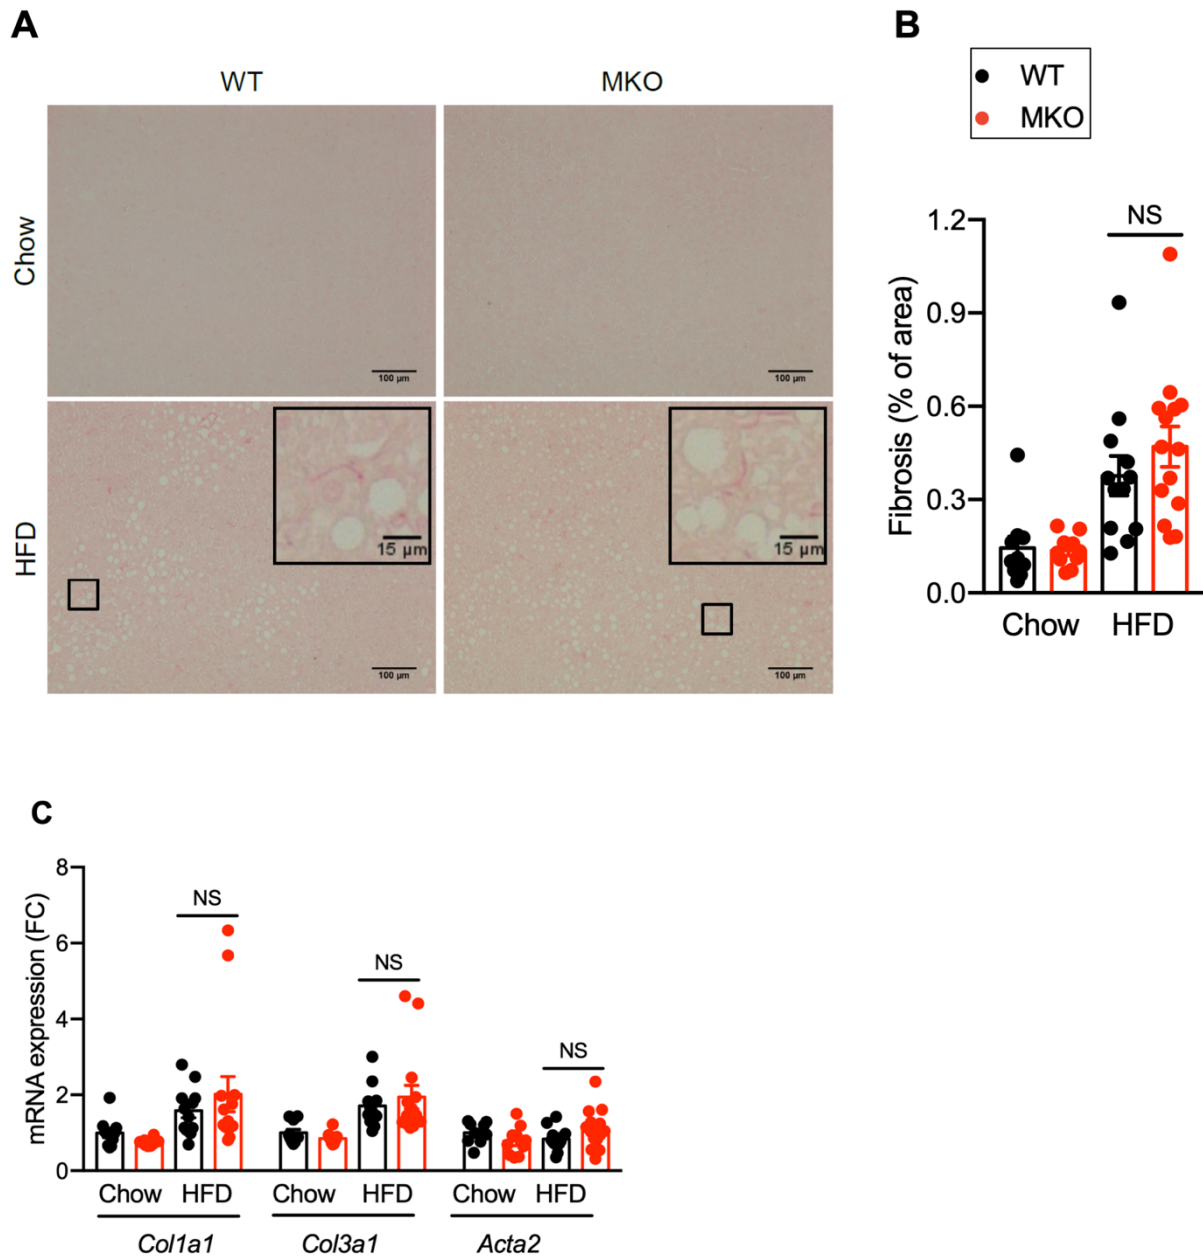 A
WT
MKO
Chow
100 µm
100 µm
HFD
15 µm
15 µm
100 µm
100 µm
B
WT
MKO
NS
1.2
0.9
0.6
0.3
0.0
Fibrosis (% of area)
Chow HFD
C
8
6
4
2
0
mRNA expression (FC)
NS
NS
NS
Chow HFD Chow HFD Chow HFD
Col1a1 Col3a1 Acta2